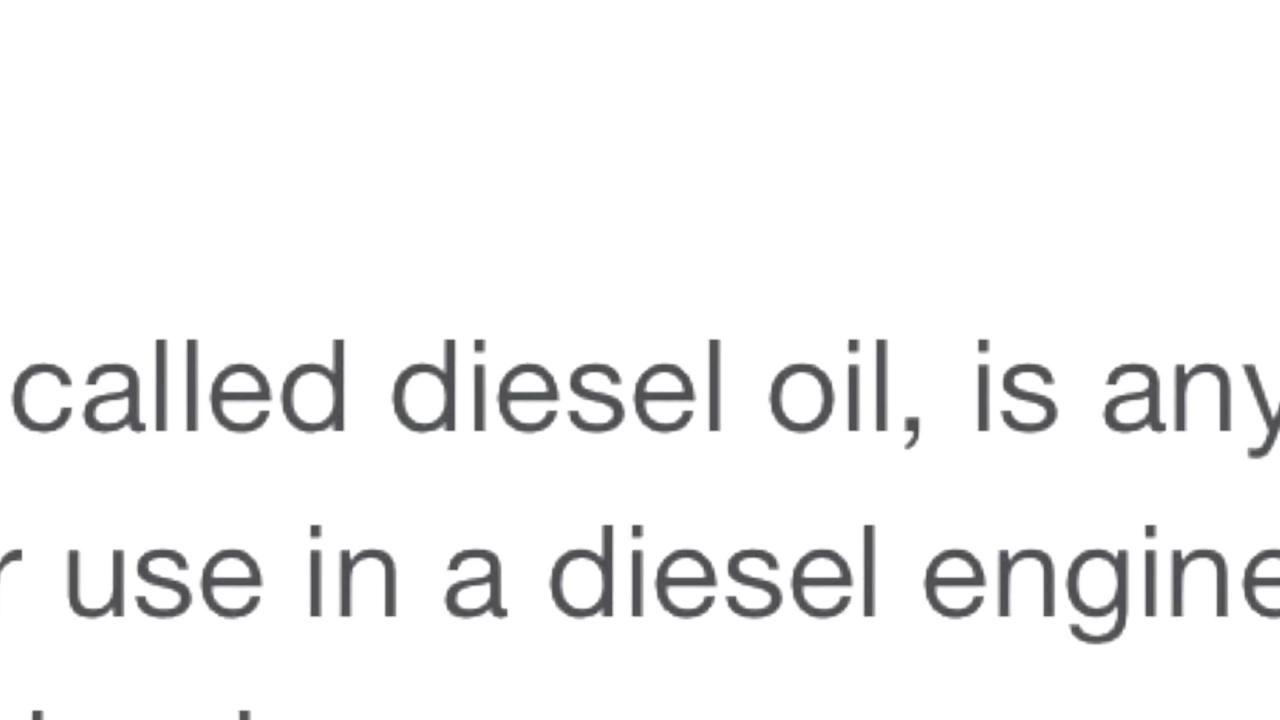 called diesel oil, is any
r use in a diesel engine